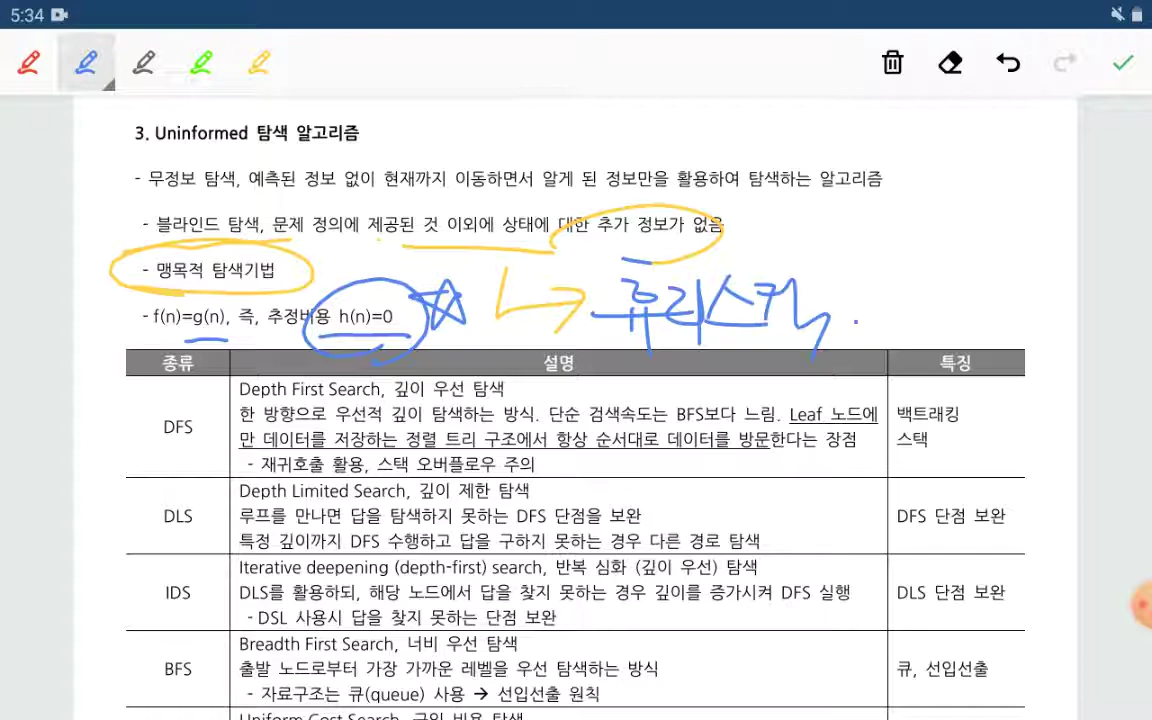 5:34
3. Uninformed 탐색 알고리즘
- 무정보 탐색, 예측된 정보 없이 현재까지 이동하면서 알게 된 정보만을 활용하여 탐색하는 알고리즘
- 블라인드 탐색, 문제 정의에 제공된 것 이외에 상태에 대한 추가 정보가 없음
- 맹목적 탐색기법
휴리스틱
- f(n)=g(n), 즉, 추정비용 h(n)=0
종류 설명 특징
Depth First Search, 깊이 우선 탐색
한 방향으로 우선적 깊이 탐색하는 방식. 단순 검색속도는 BFS보다 느림. Leaf 노드에
만 데이터를 저장하는 정렬 트리 구조에서 항상 순서대로 데이터를 방문한다는 장점
- 재귀호출 활용, 스택 오버플로우 주의
DFS
백트래킹
스택
Depth Limited Search, 깊이 제한 탐색
루프를 만나면 답을 탐색하지 못하는 DFS 단점을 보완
특정 깊이까지 DFS 수행하고 답을 구하지 못하는 경우 다른 경로 탐색
DLS
DFS 단점 보완
Iterative deepening (depth-first) search, 반복 심화 (깊이 우선) 탐색
DLS를 활용하되, 해당 노드에서 답을 찾지 못하는 경우 깊이를 증가시켜 DFS 실행
- DSL 사용시 답을 찾지 못하는 단점 보완
IDS
DLS 단점 보완
Breadth First Search, 너비 우선 탐색
출발 노드로부터 가장 가까운 레벨을 우선 탐색하는 방식
- 자료구조는 큐(queue) 사용 → 선입선출 원칙
BFS
큐, 선입선출
Uniform Cost Search, 균일 비용 탐색